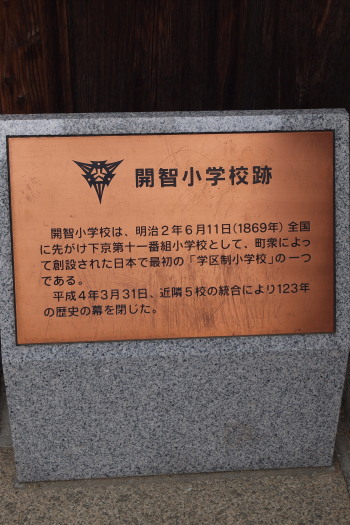 開智小学校跡
開智小学校は、明治２年６月11日(1869年) 全国
に先がけ下京第十一番組小学校として、町衆によっ
て創設された日本で最初の「学区制小学校」の一つ
である。
平成４年３月31日、近隣５校の統合により123年
の歴史の幕を閉じた。